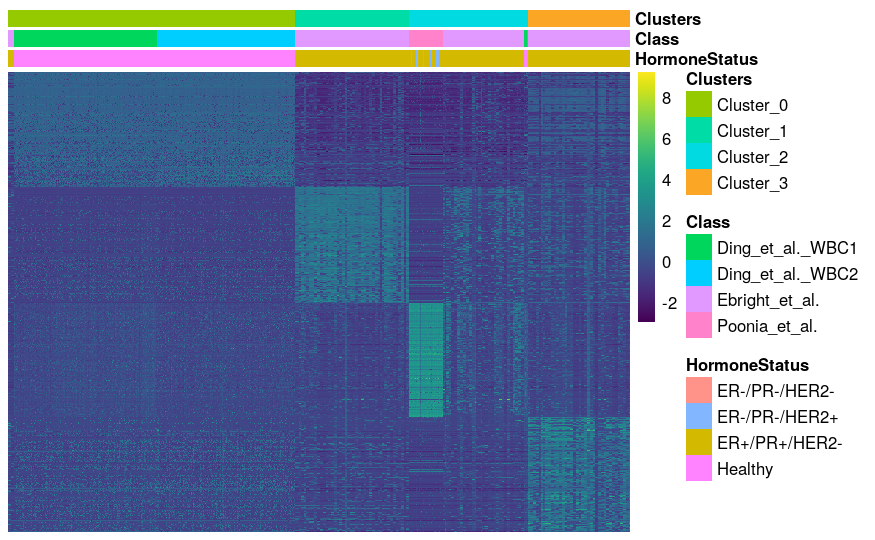 Clusters
Class
HormoneStatus
8
6
4
2
0
-2
Clusters
Cluster_0
Cluster_1
Cluster_2
Cluster_3
Class
Ding_et_al._WBC1
Ding_et_al._WBC2
Ebright_et_al.
Poonia_et_al.
HormoneStatus
ER-/PR-/HER2-
ER-/PR-/HER2+
ER+/PR+/HER2-
Healthy